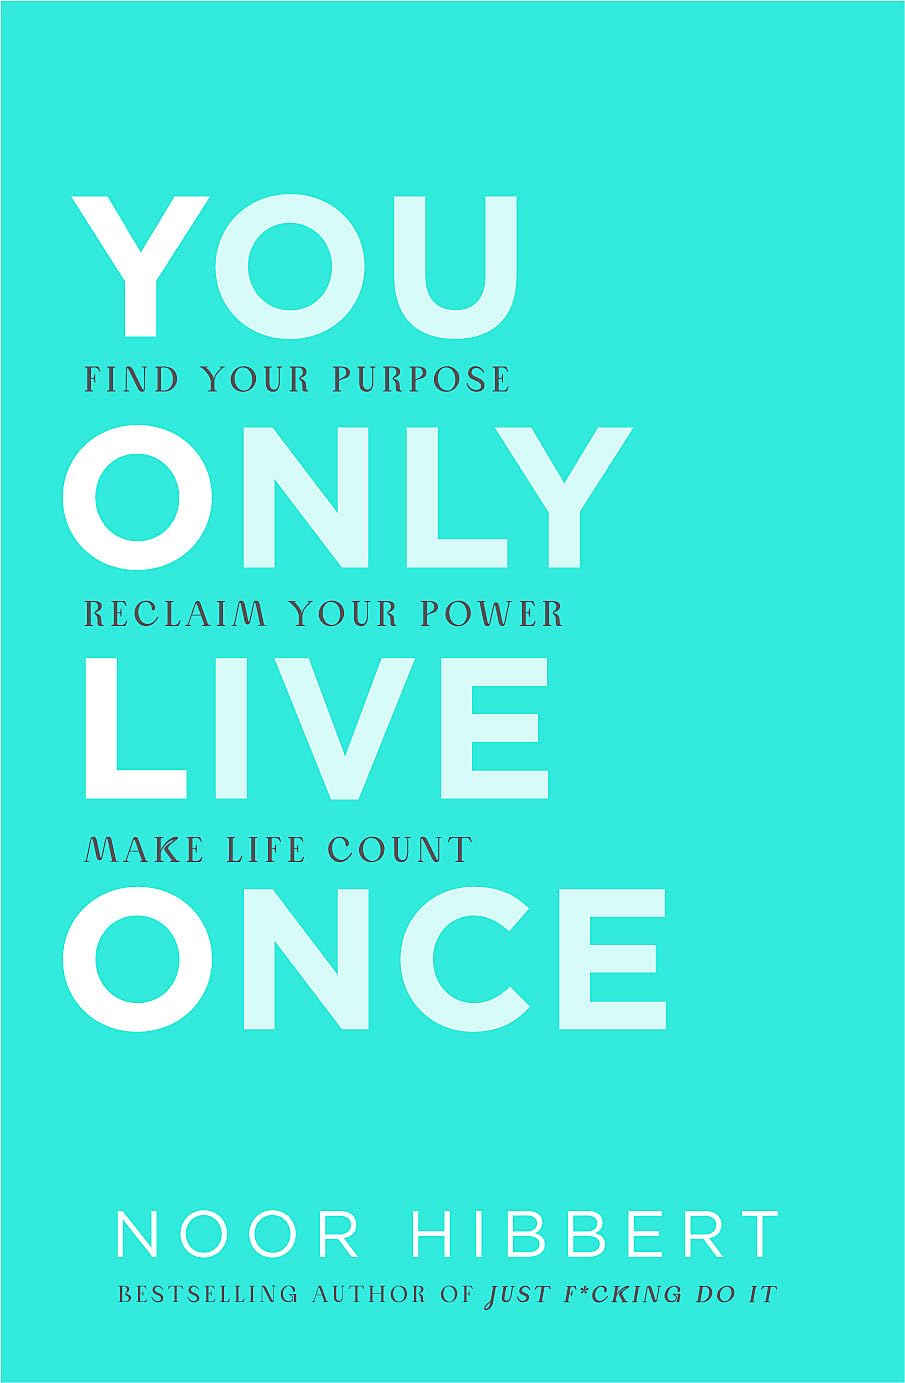 YOU
FIND YOUR PURPOSE
ONLY
RECLAIM YOUR POWER
LIVE
MAKE LIFE COUNT
ONCE
NOOR HIBBERT
BESTSELLING AUTHOR OF JUST F*CKING DO IT